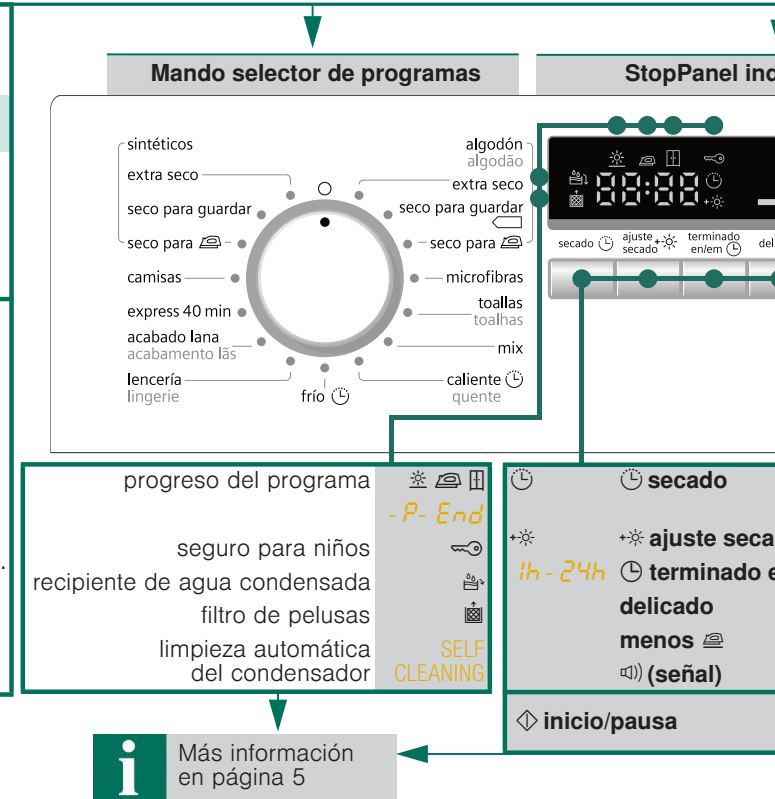 Mando selector de programas
StopPanel ind
sintéticos
extra seco
seco para guardar
seco para
camisas
express 40 min
acabado lana
acabamento lãs
lencería
lingerie
frío
algodón
algodão
extra seco
seco para guardar
seco para
microfibras
toallas
toalhas
mix
caliente
quente
88:88
secado
ajuste
secado
terminado
en/em
del
progreso del programa
-P- End
seguro para niños
recipiente de agua condensada
filtro de pelusas
limpieza automática
del condensador
SELF
CLEANING
secado
ajuste seca
1h - 24h terminado e
delicado
menos
(señal)
inicio/pausa
i
Más información
en página 5
.